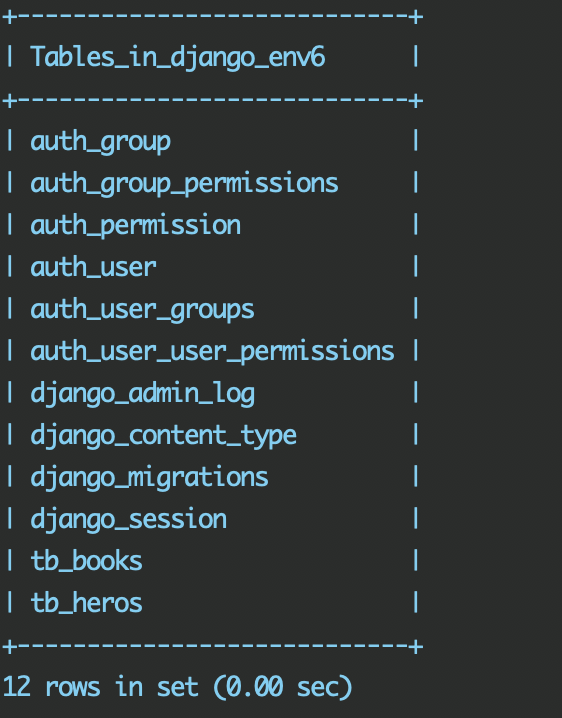 +----------------------------+
| Tables_in_django_env6      |
+----------------------------+
| auth_group                 |
| auth_group_permissions     |
| auth_permission            |
| auth_user                  |
| auth_user_groups           |
| auth_user_user_permissions |
| django_admin_log           |
| django_content_type        |
| django_migrations          |
| django_session             |
| tb_books                   |
| tb_heros                   |
+----------------------------+
12 rows in set (0.00 sec)